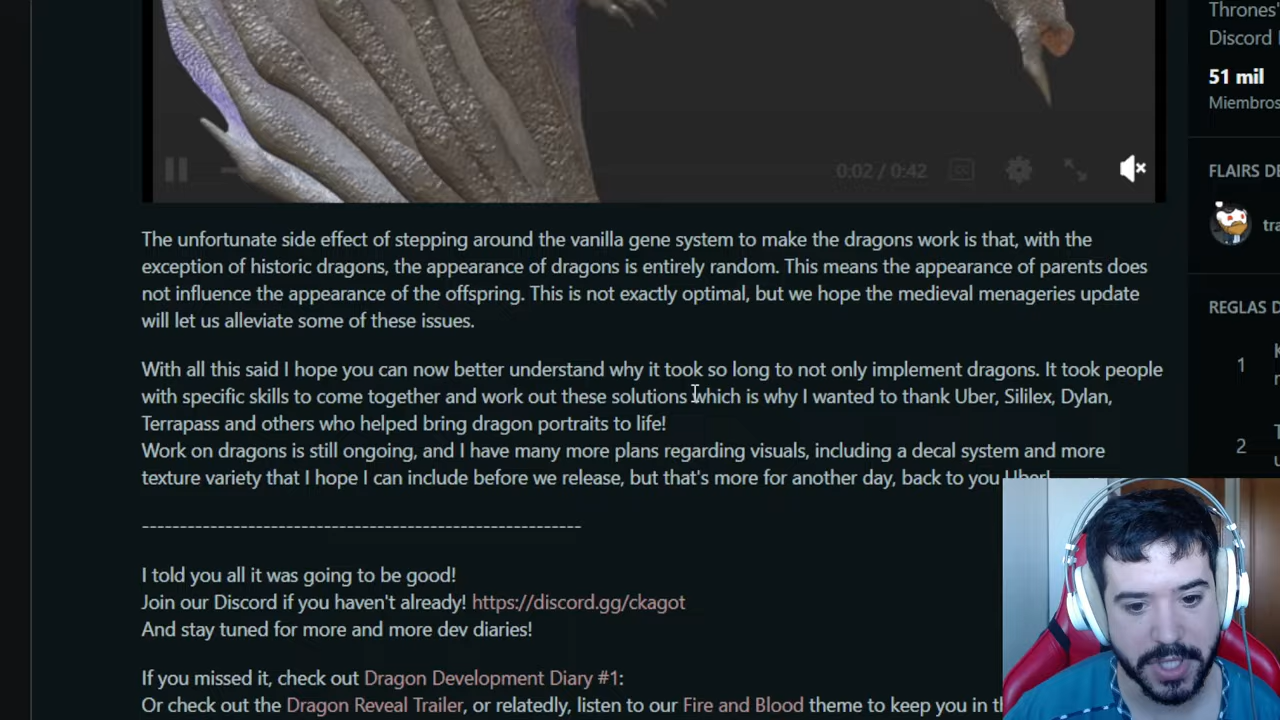 Thrones'
Discord
51 mil
Miembros
0:02 / 0:42
FLAIRS DE
tra
REGLAS D
1
2
The unfortunate side effect of stepping around the vanilla gene system to make the dragons work is that, with the
exception of historic dragons, the appearance of dragons is entirely random. This means the appearance of parents does
not influence the appearance of the offspring. This is not exactly optimal, but we hope the medieval menageries update
will let us alleviate some of these issues.
With all this said I hope you can now better understand why it took so long to not only implement dragons. It took people
with specific skills to come together and work out these solutions which is why I wanted to thank Uber, Sililex, Dylan,
Terrapass and others who helped bring dragon portraits to life!
Work on dragons is still ongoing, and I have many more plans regarding visuals, including a decal system and more
texture variety that I hope I can include before we release, but that's more for another day, back to you Uber!
----------------------------------------------------------
I told you all it was going to be good!
Join our Discord if you haven't already! https://discord.gg/ckagot
And stay tuned for more and more dev diaries!
If you missed it, check out Dragon Development Diary #1:
Or check out the Dragon Reveal Trailer, or relatedly, listen to our Fire and Blood theme to keep you in th